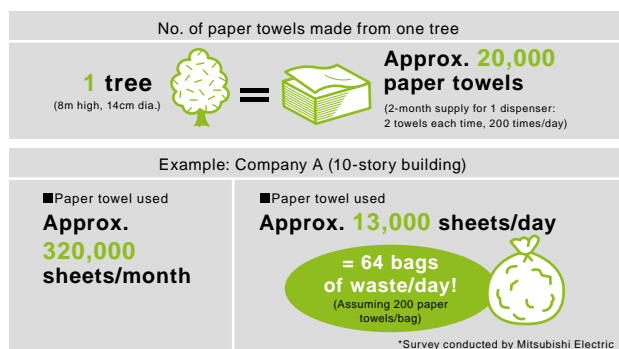 No. of paper towels made from one tree
1 tree
(8m high, 14cm dia.)
=
Approx. 20,000
paper towels
(2-month supply for 1 dispenser:
2 towels each time, 200 times/day)
Example: Company A (10-story building)
■Paper towel used
Approx.
320,000
sheets/month
■Paper towel used
Approx. 13,000 sheets/day
= 64 bags
of waste/day!
(Assuming 200 paper
towels/bag)
*Survey conducted by Mitsubishi Electric